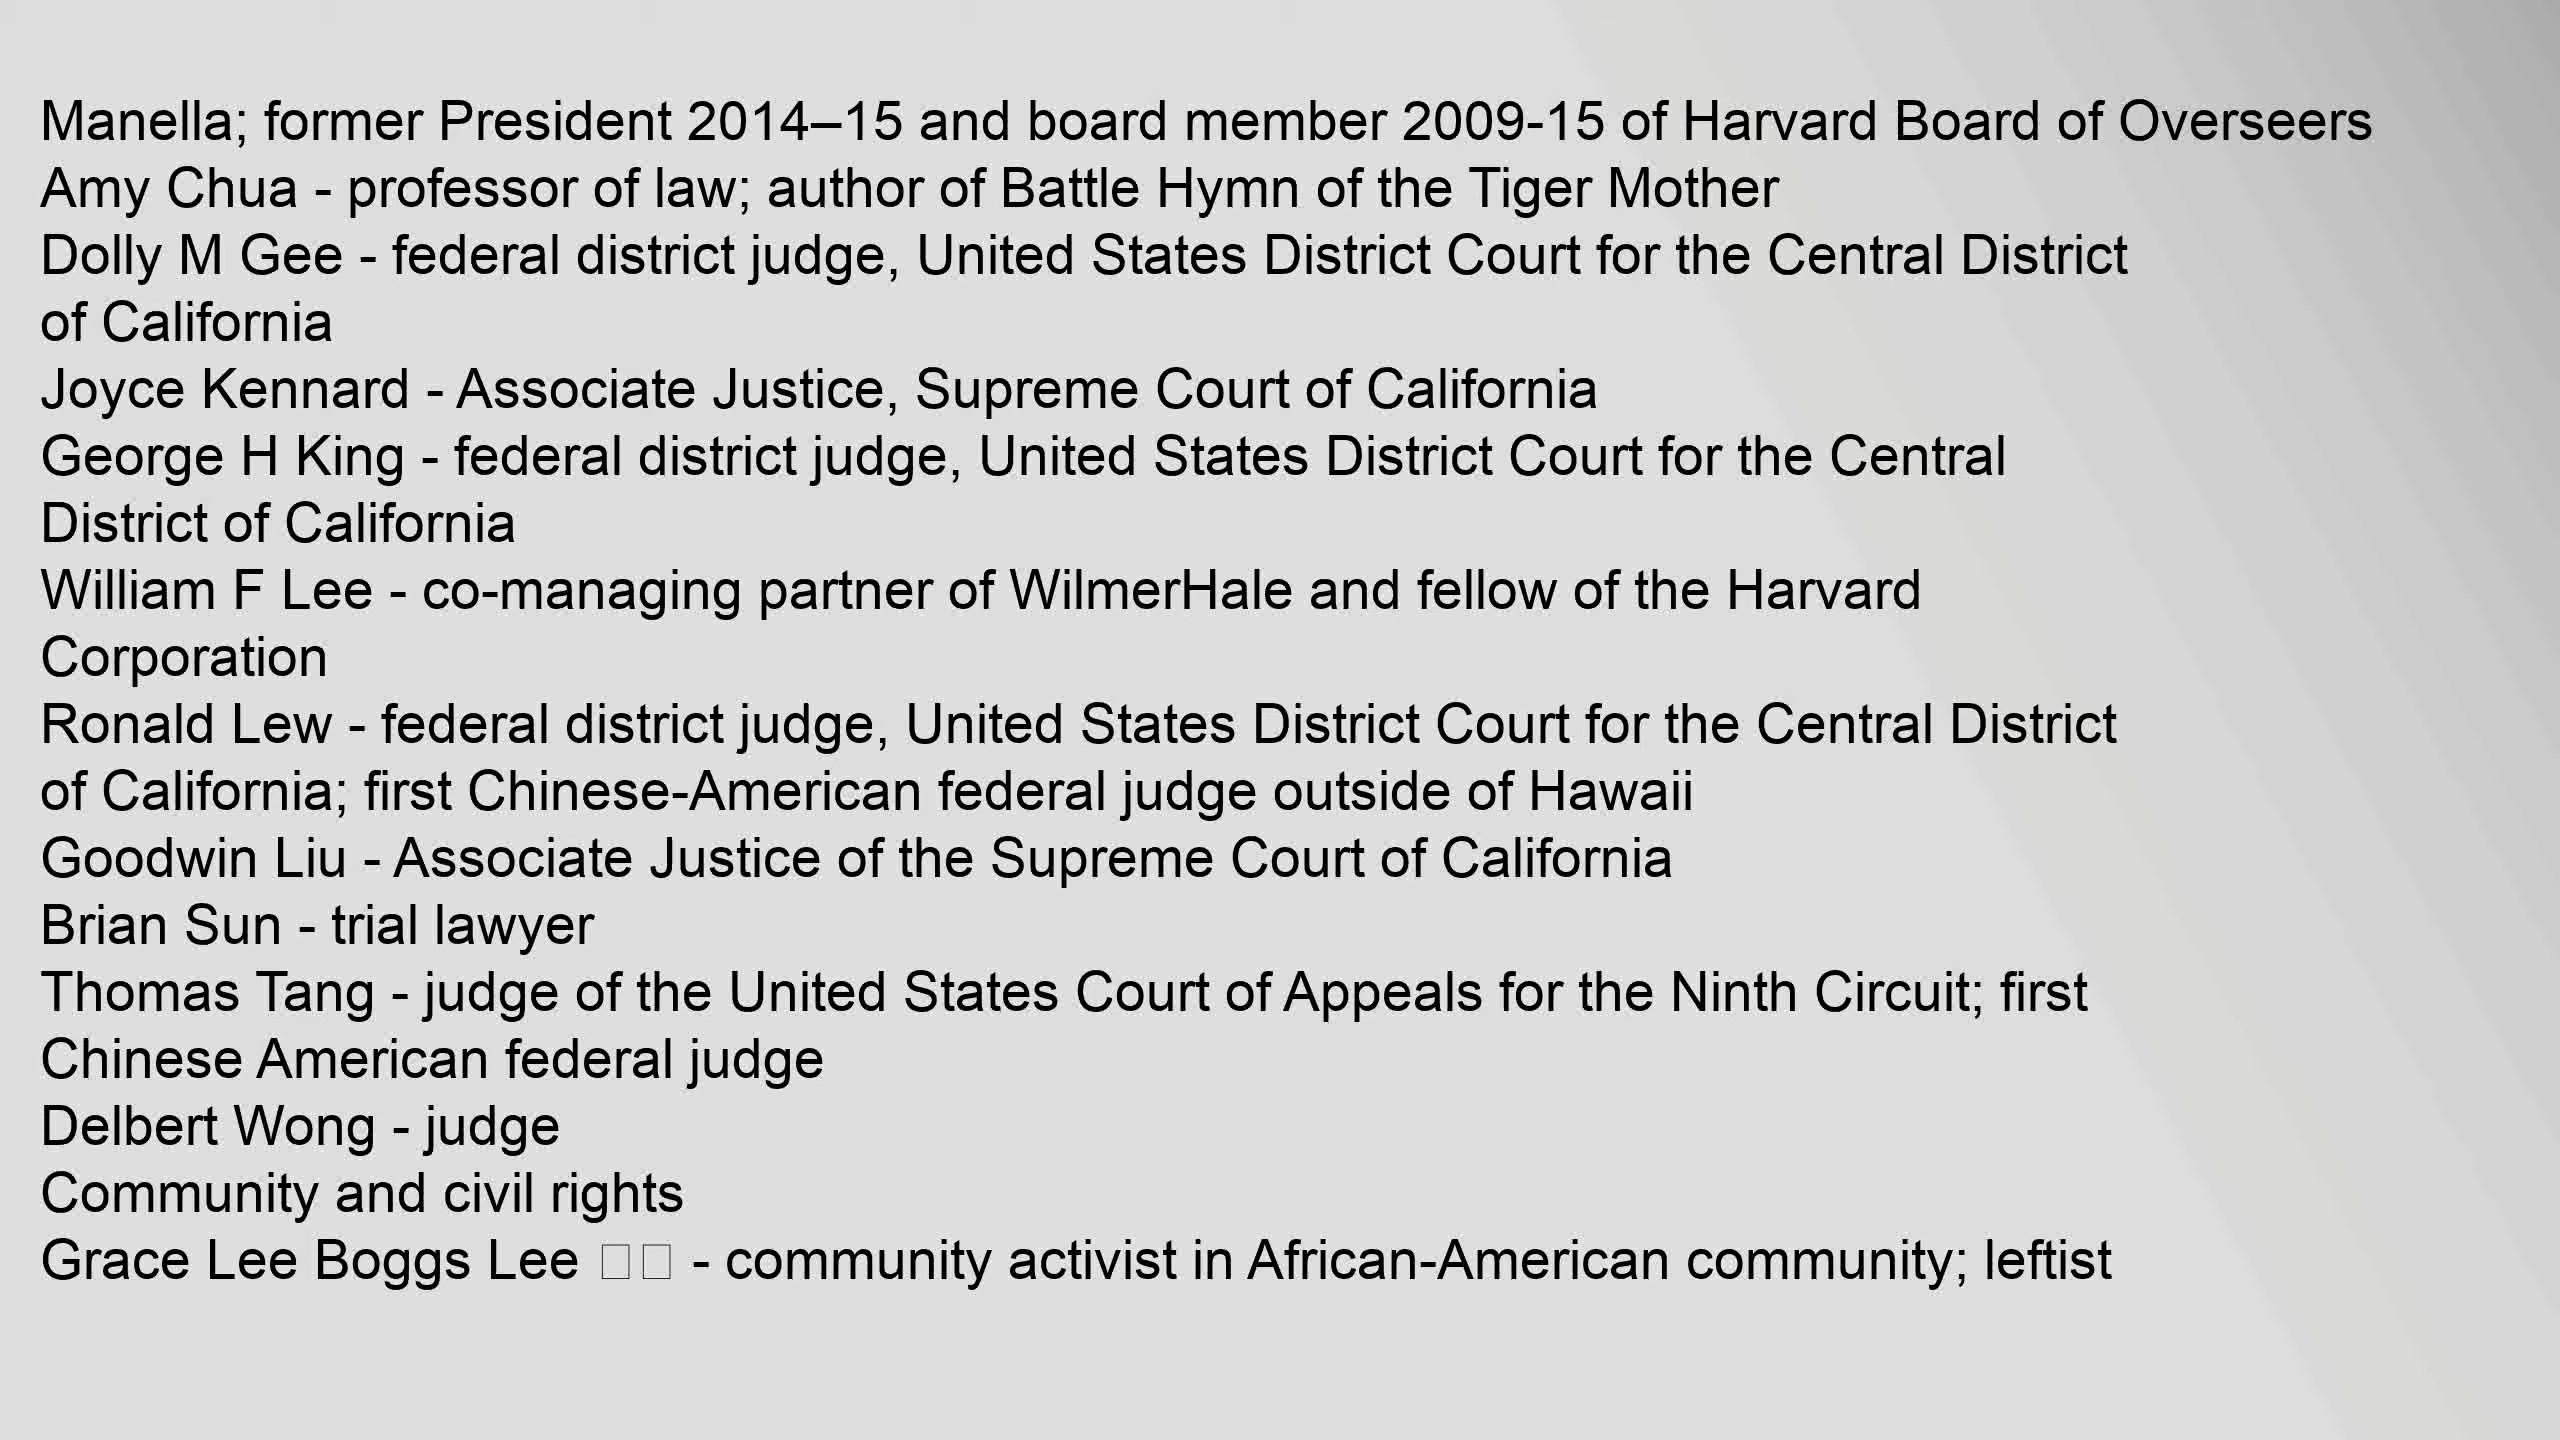 Manella; former President 2014–15 and board member 2009-15 of Harvard Board of Overseers
Amy Chua - professor of law; author of Battle Hymn of the Tiger Mother
Dolly M Gee - federal district judge, United States District Court for the Central District
of California
Joyce Kennard - Associate Justice, Supreme Court of California
George H King - federal district judge, United States District Court for the Central
District of California
William F Lee - co-managing partner of WilmerHale and fellow of the Harvard
Corporation
Ronald Lew - federal district judge, United States District Court for the Central District
of California; first Chinese-American federal judge outside of Hawaii
Goodwin Liu - Associate Justice of the Supreme Court of California
Brian Sun - trial lawyer
Thomas Tang - judge of the United States Court of Appeals for the Ninth Circuit; first
Chinese American federal judge
Delbert Wong - judge
Community and civil rights
Grace Lee Boggs Lee □□ - community activist in African-American community; leftist